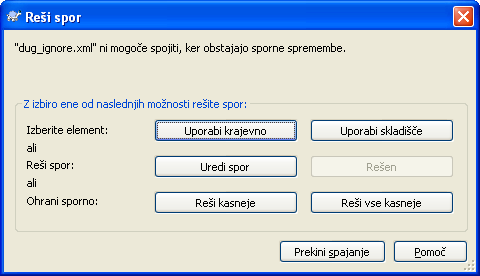 Reši spor
"dug_ignore.xml" ni mogoče spojiti, ker obstajajo sporne spremembe.
Z izbiro ene od naslednjih možnosti rešite spor:
Izberite element: Uporabi krajevno Uporabi skladišče
ali
Reši spor: Uredi spor Rešen
ali
Ohrani sporno: Reši kasneje Reši vse kasneje
Prekini spajanje Pomoč